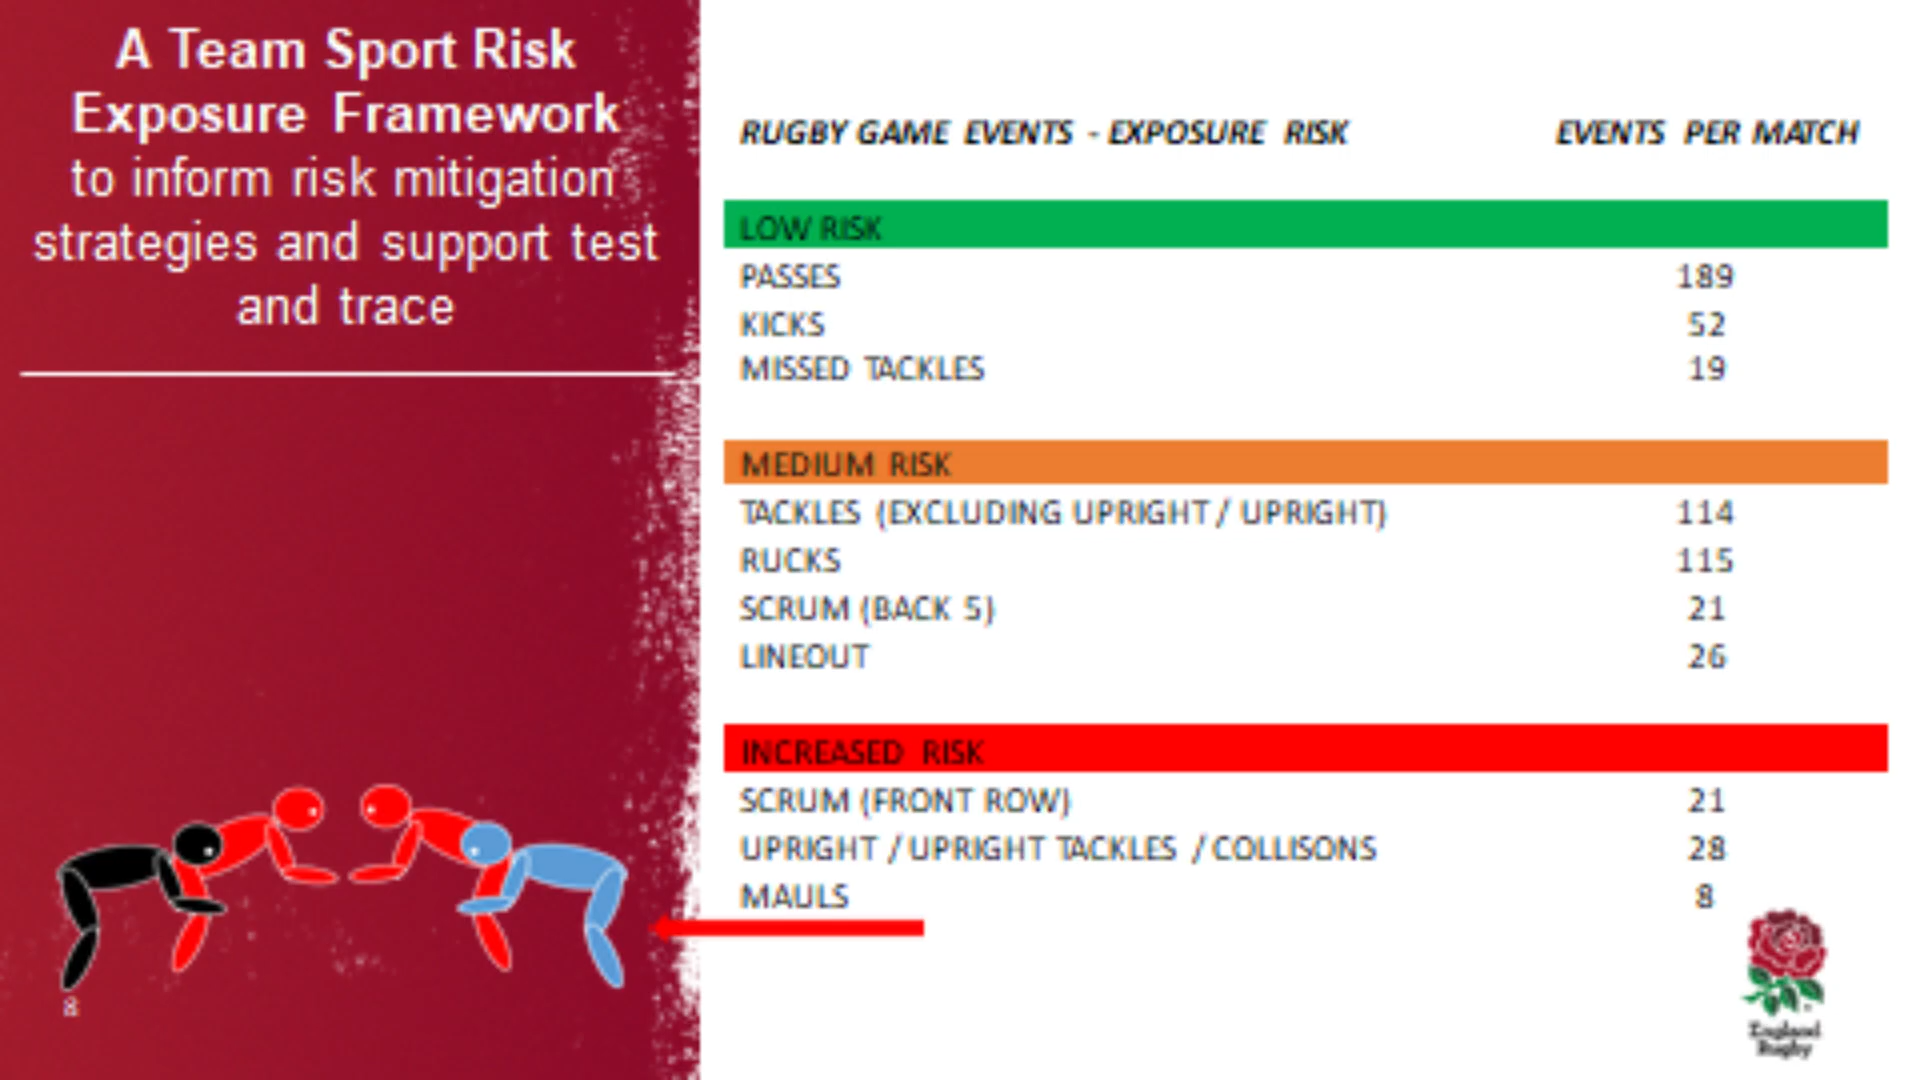 A Team Sport Risk
Exposure Framework
to inform risk mitigation
strategies and support test
and trace
RUGBY GAME EVENTS - EXPOSURE RISK EVENTS PER MATCH
LOW RISK
PASSES 189
KICKS 52
MISSED TACKLES 19
MEDIUM RISK
TACKLES (EXCLUDING UPRIGHT / UPRIGHT) 114
RUCKS 115
SCRUM (BACK 5) 21
LINEOUT 26
INCREASED RISK
SCRUM (FRONT ROW) 21
UPRIGHT / UPRIGHT TACKLES / COLLISONS 28
MAULS 8
8
England
Rugby